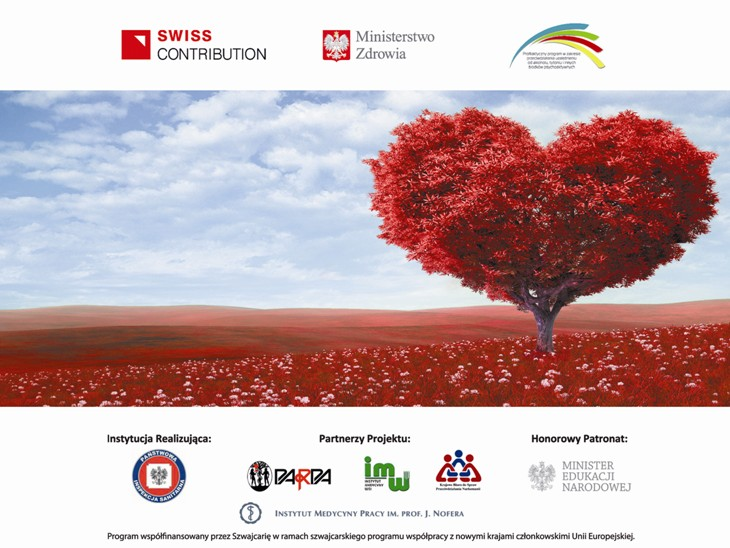 SWISS
CONTRIBUTION
Ministerstwo
Zdrowia
Profilaktyczny program w zakresie
przeciwdziałania uzależnieniu
od alkoholu, tytoniu i innych
środków psychoaktywnych
Instytucja Realizująca:
Partnerzy Projektu:
Honorowy Patronat:
PAŃSTWOWA
INSPEKCJA SANITARNA
PARPA
imw
INSTYTUT
MEDYCYNY
WSI
Krajowe Biuro do Spraw
Przeciwdziałania Narkomanii
MINISTER
EDUKACJI
NARODOWEJ
INSTYTUT MEDYCYNY PRACY IM. PROF. J. NOFERA
Program współfinansowany przez Szwajcarię w ramach szwajcarskiego programu współpracy z nowymi krajami członkowskimi Unii Europejskiej.